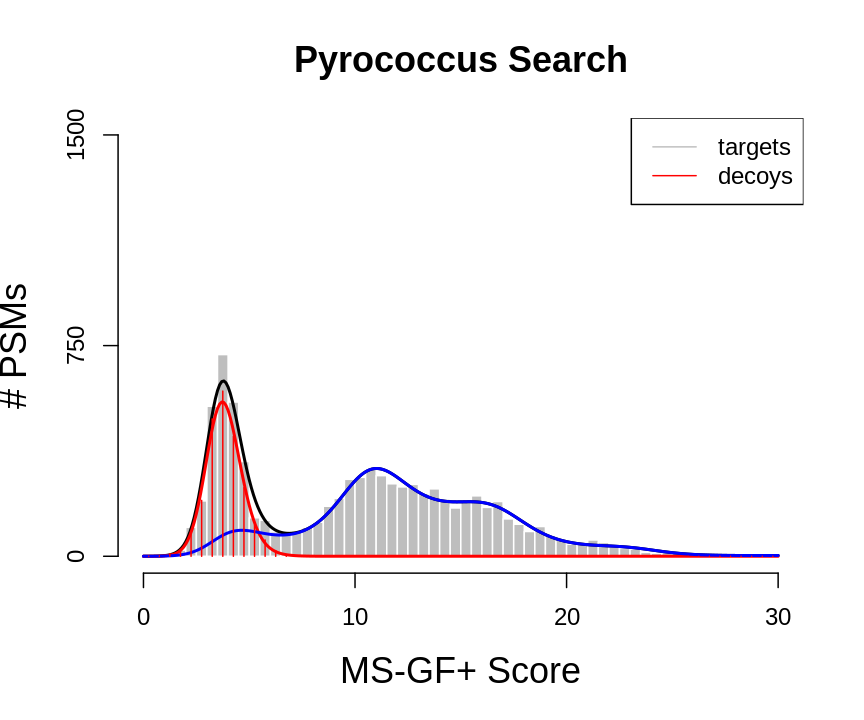 Pyrococcus Search
targets
decoys
# PSMs
1500
750
0
0 10 20 30
MS-GF+ Score